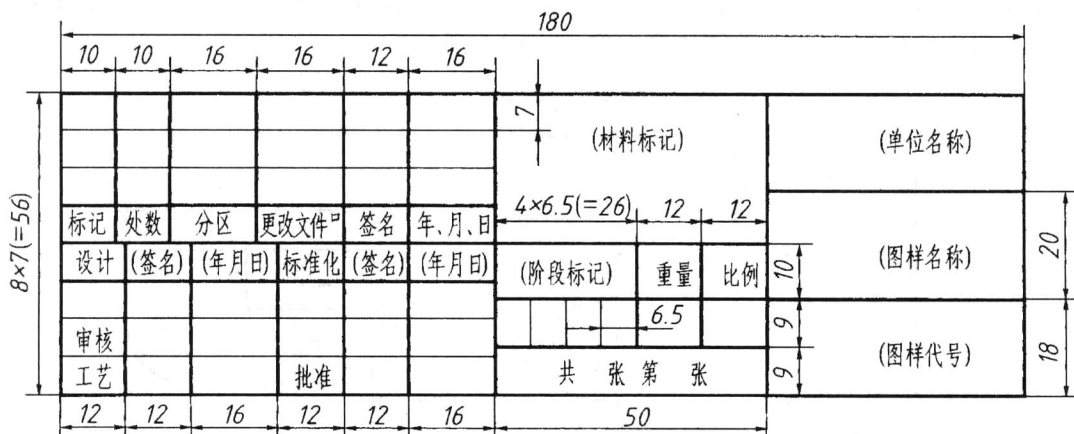 180
10 10 16 16 12 16
7
(材料标记) (单位名称)
4×6.5(=26) 12 12
8×7(=56)
标记 处数 分区 更改文件 签名 年、月、日
设计 (签名) (年月日) 标准化 (签名) (年月日)
(阶段标记) 重量 比例 10 (图样名称) 20
6.5 9
审核
(图样代号) 18
工艺 批准 共 张 第 张 9
12 12 16 12 12 16 50